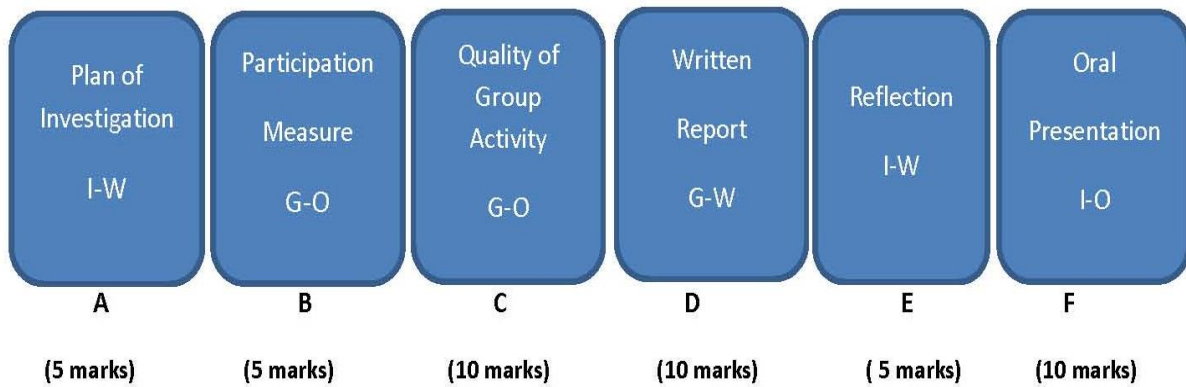 Plan of
Investigation
I-W
Participation
Measure
G-O
Quality of
Group
Activity
G-O
Written
Report
G-W
Reflection
I-W
Oral
Presentation
I-O
A B C D E F
(5 marks) (5 marks) (10 marks) (10 marks) ( 5 marks) (10 marks)